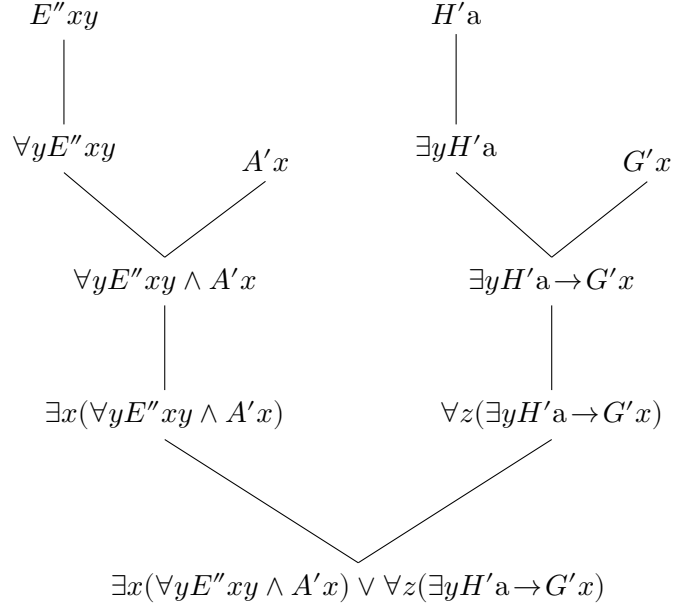 E″xy H′a
∀yE″xy A′x ∃yH′a G′x
∀yE″xy ∧ A′x ∃yH′a→G′x
∃x(∀yE″xy ∧ A′x) ∀z(∃yH′a→G′x)
∃x(∀yE″xy ∧ A′x) ∨ ∀z(∃yH′a→G′x)